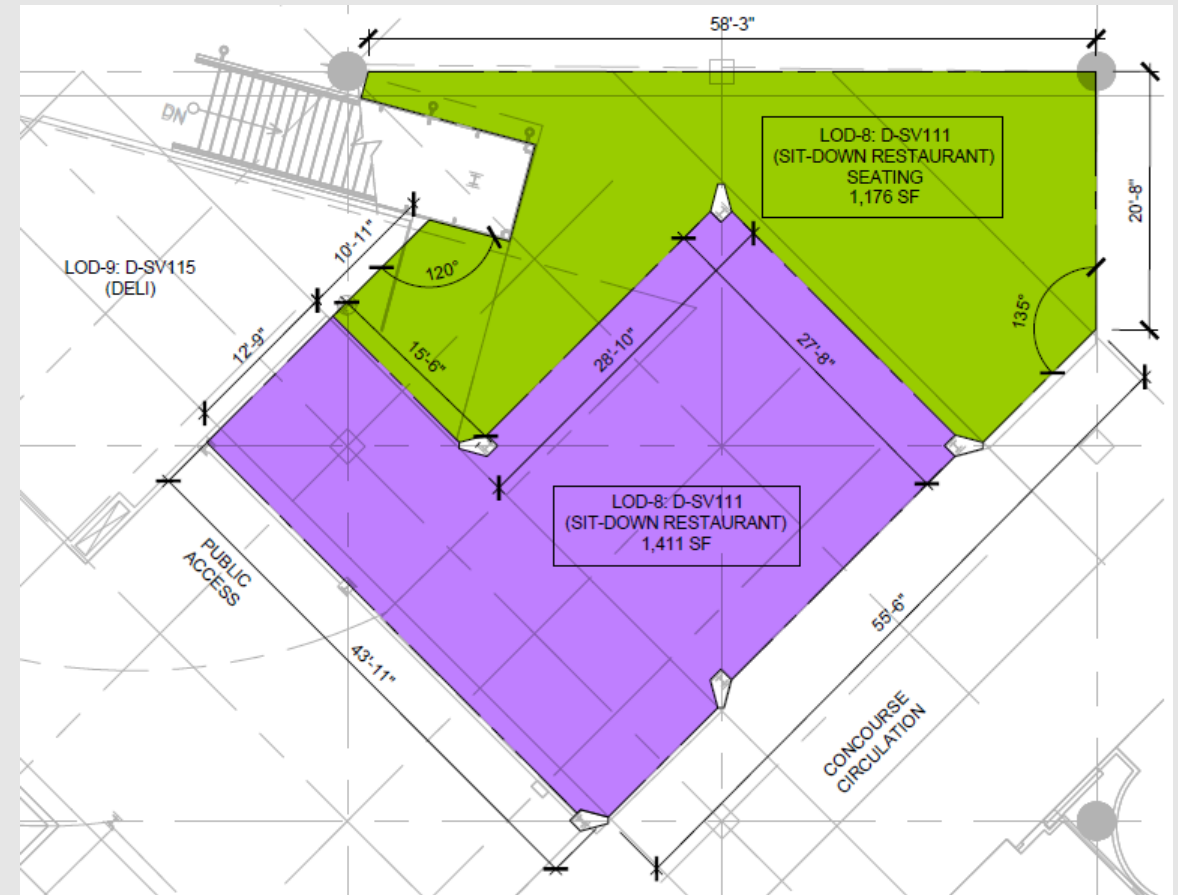 58'-3"
DN
LOD-8: D-SV111
(SIT-DOWN RESTAURANT)
SEATING
1,176 SF
20'-8"
10'-11"
120°
LOD-9: D-SV115
(DELI)
135°
12'-9"
15'-6"
28'-10"
27'-8"
LOD-8: D-SV111
(SIT-DOWN RESTAURANT)
1,411 SF
PUBLIC
ACCESS
55'-6"
43'-11"
CONCOURSE
CIRCULATION